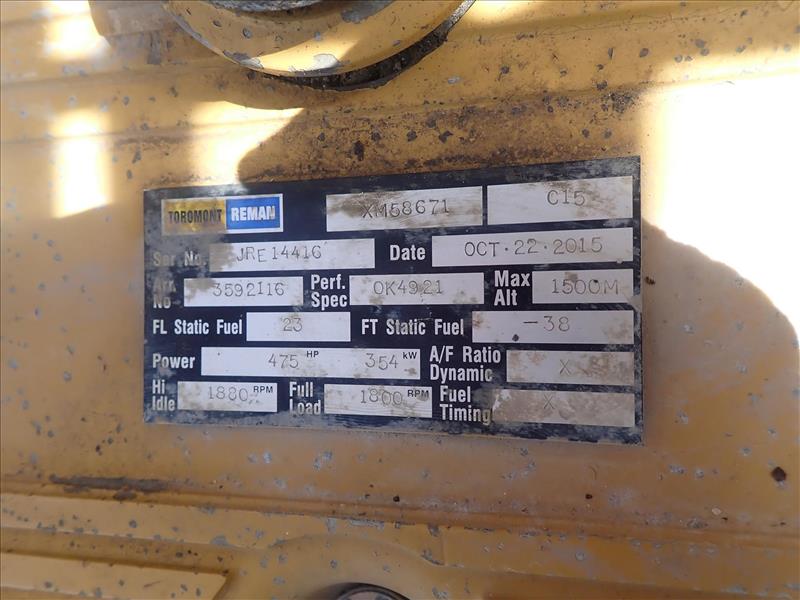 TOROMONT REMAN XM58671 C15
Ser No. JRE14416 Date OCT·22·2015
Arr. No 3592116 Perf. Spec OK4921 Max Alt 1500M
FL Static Fuel 23 FT Static Fuel -38
Power 475 HP 354 kW A/F Ratio Dynamic X
Hi Idle 1880 RPM Full Load 1800 RPM Fuel Timing X